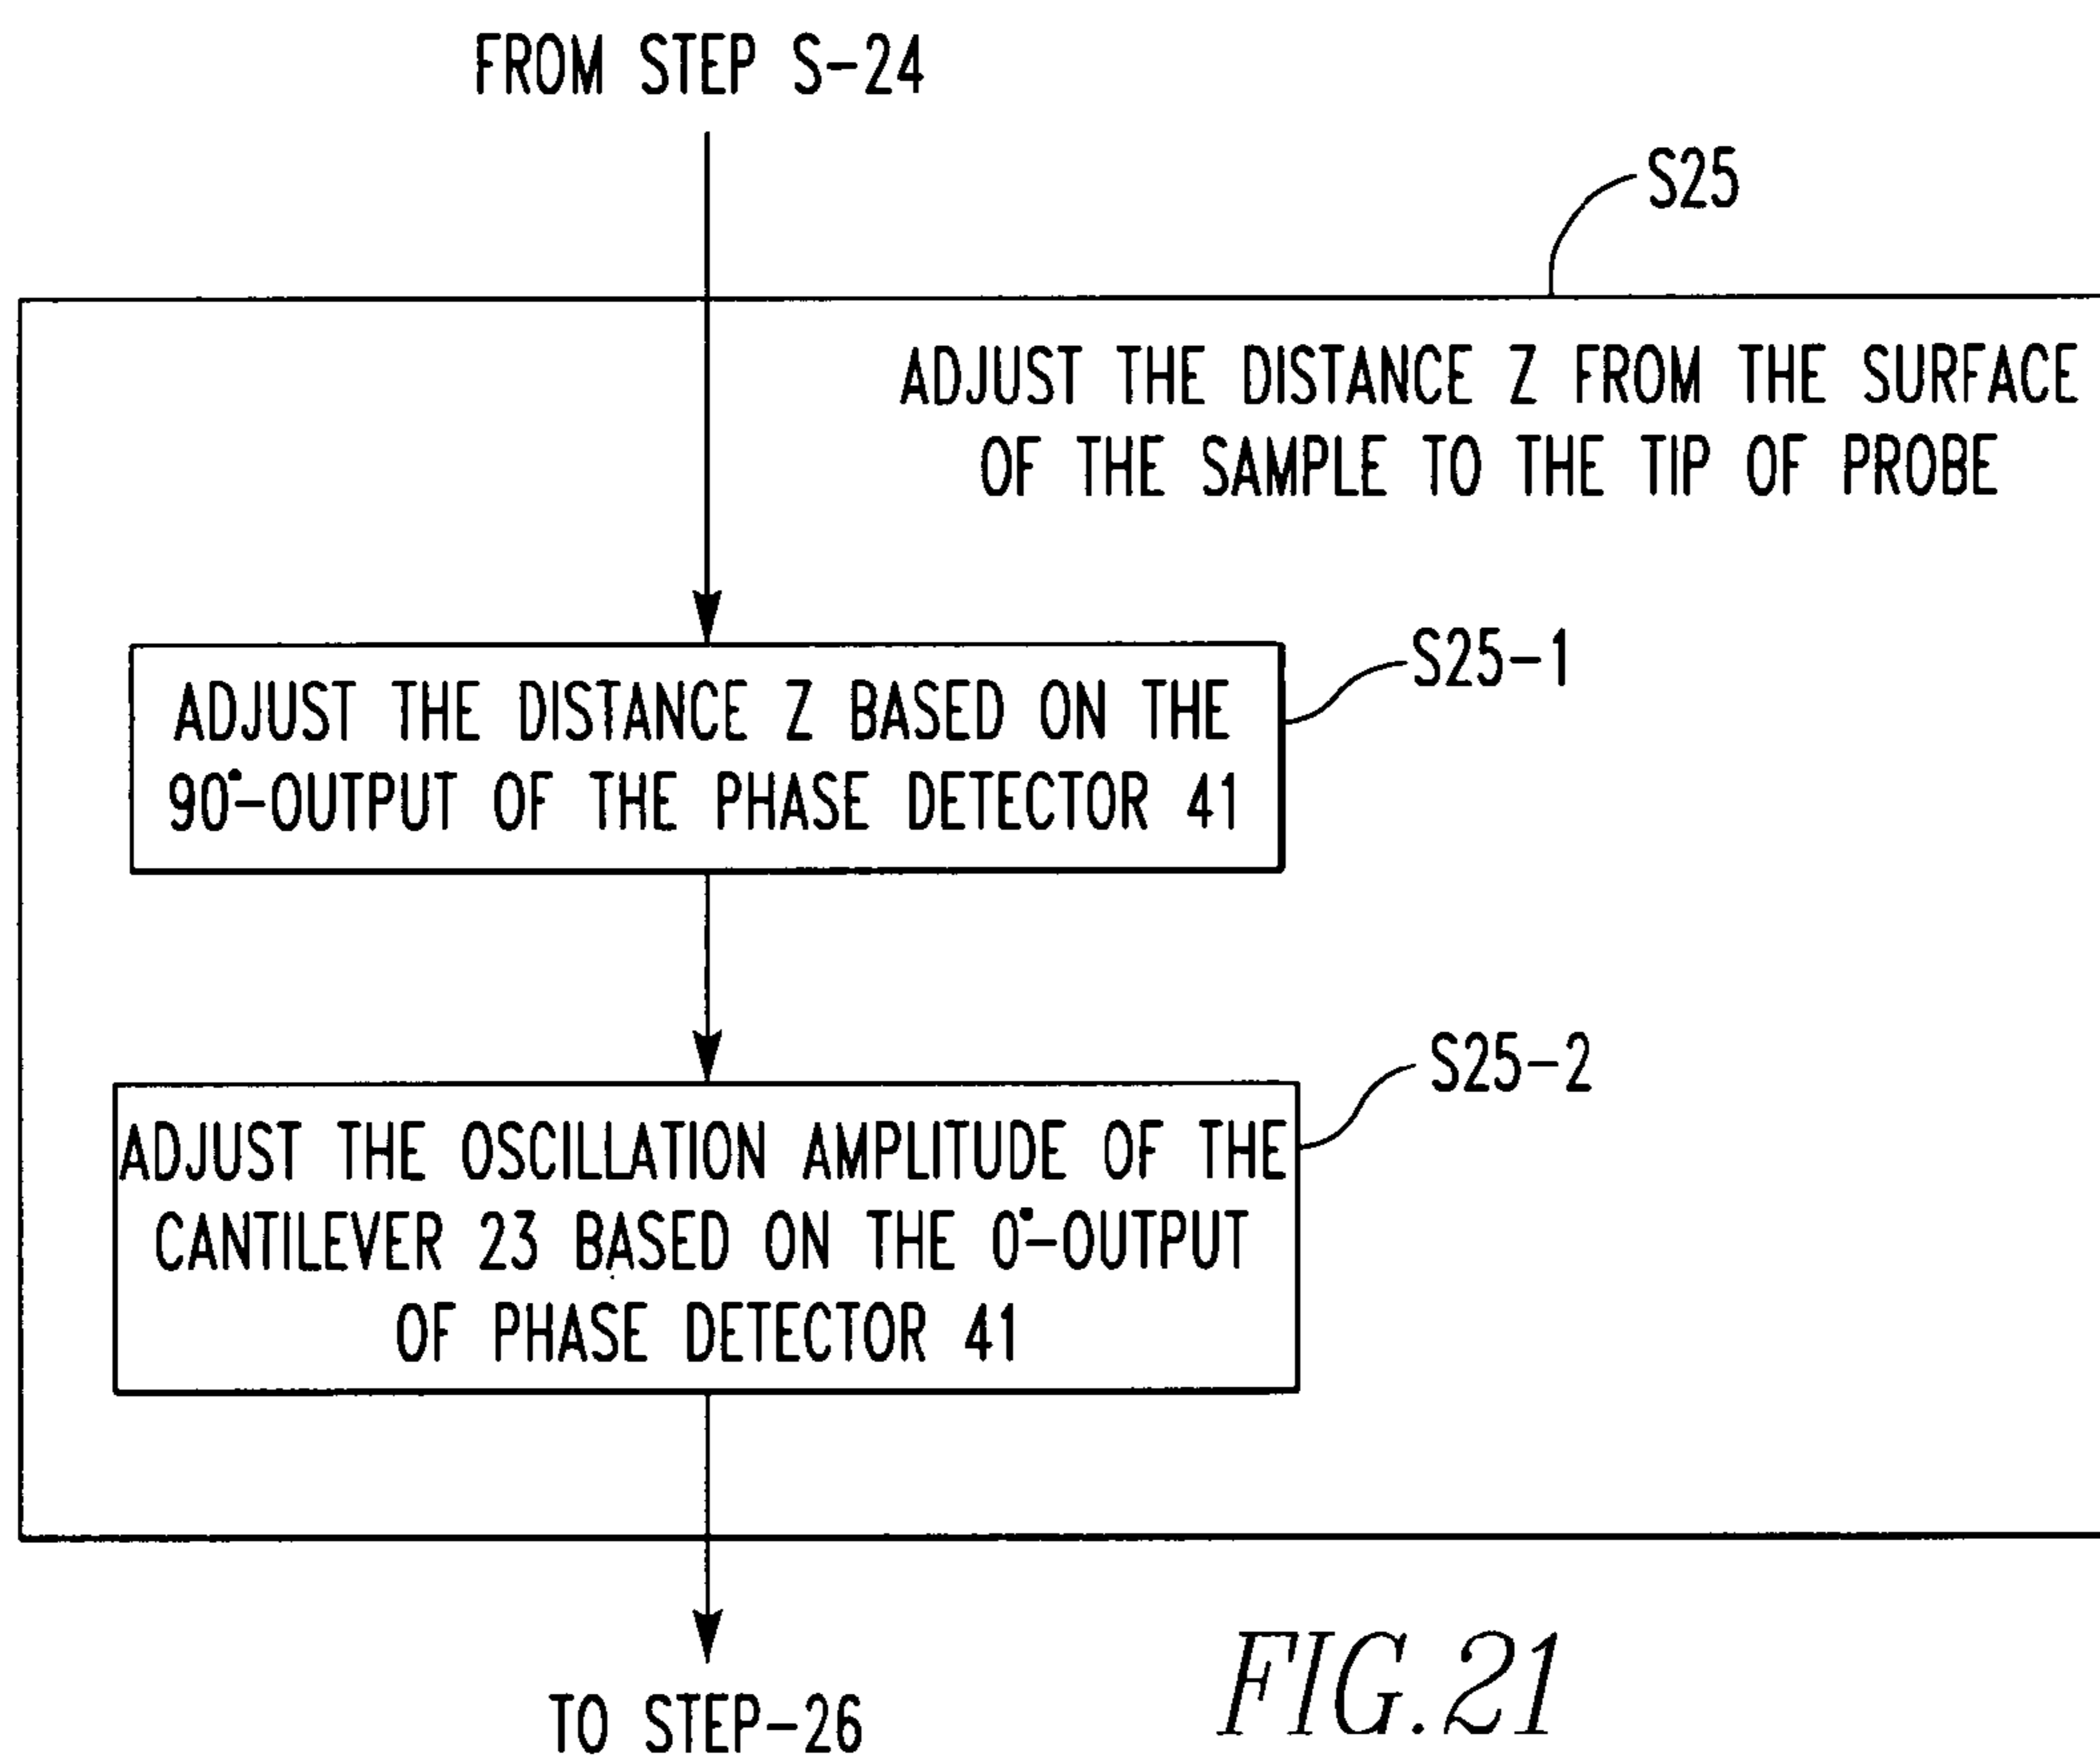 FROM STEP S-24
S25
ADJUST THE DISTANCE Z FROM THE SURFACE
OF THE SAMPLE TO THE TIP OF PROBE
S25-1
ADJUST THE DISTANCE Z BASED ON THE
90°-OUTPUT OF THE PHASE DETECTOR 41
S25-2
ADJUST THE OSCILLATION AMPLITUDE OF THE
CANTILEVER 23 BASED ON THE 0°-OUTPUT
OF PHASE DETECTOR 41
TO STEP-26
FIG. 21